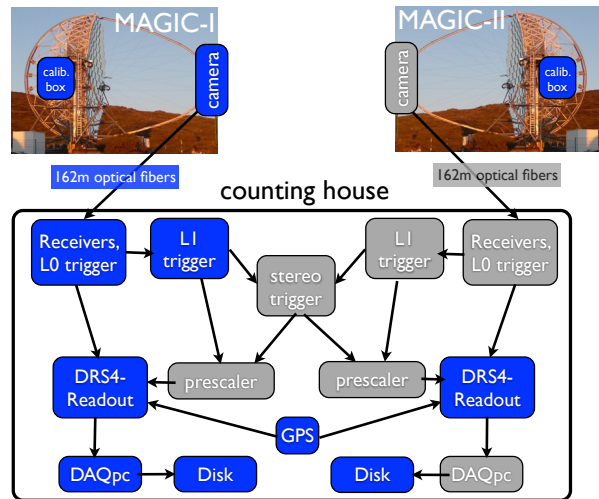 MAGIC-I
MAGIC-II
calib.
box
camera
camera
calib.
box
162m optical fibers
162m optical fibers
counting house
Receivers,
L0 trigger
L1
trigger
stereo
trigger
L1
trigger
Receivers,
L0 trigger
DRS4-
Readout
prescaler
prescaler
DRS4-
Readout
GPS
DAQpc
Disk
Disk
DAQpc